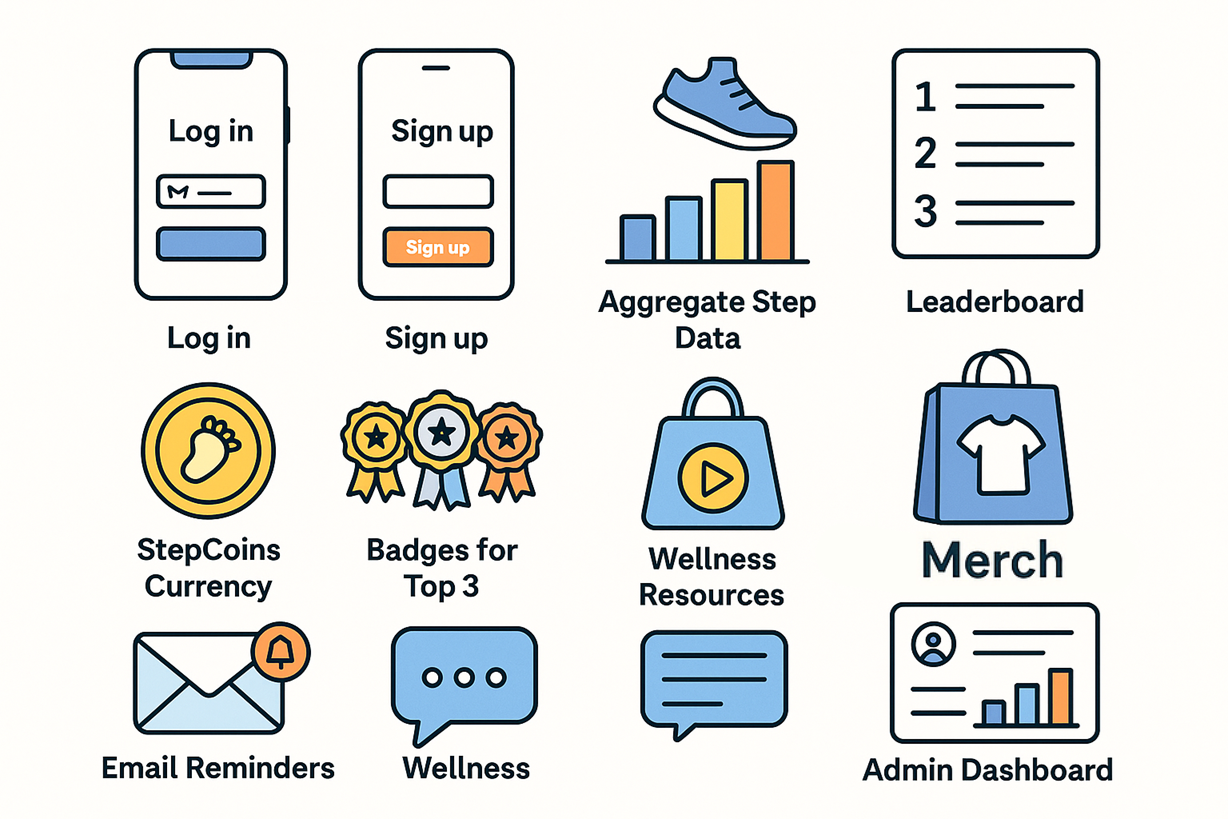 Log in
Sign up
Sign up
1
2
3
Log in
Sign up
Aggregate Step
Data
Leaderboard
StepCoins
Currency
Badges for
Top 3
Wellness
Resources
Merch
Email Reminders
Wellness
Admin Dashboard